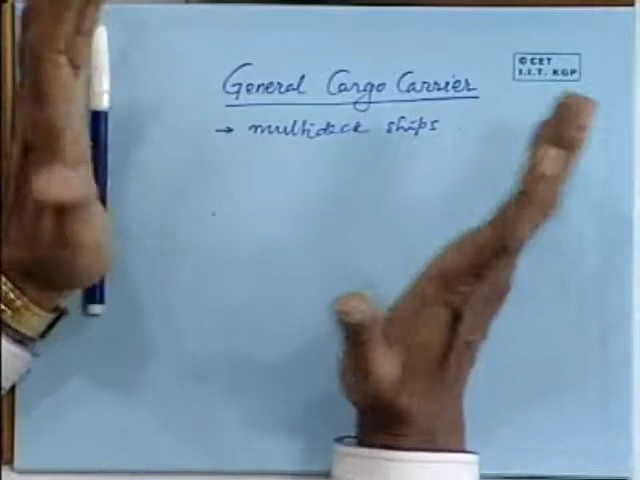 General Cargo Carrier
© CET
I.I.T. KGP
→ multideck ships